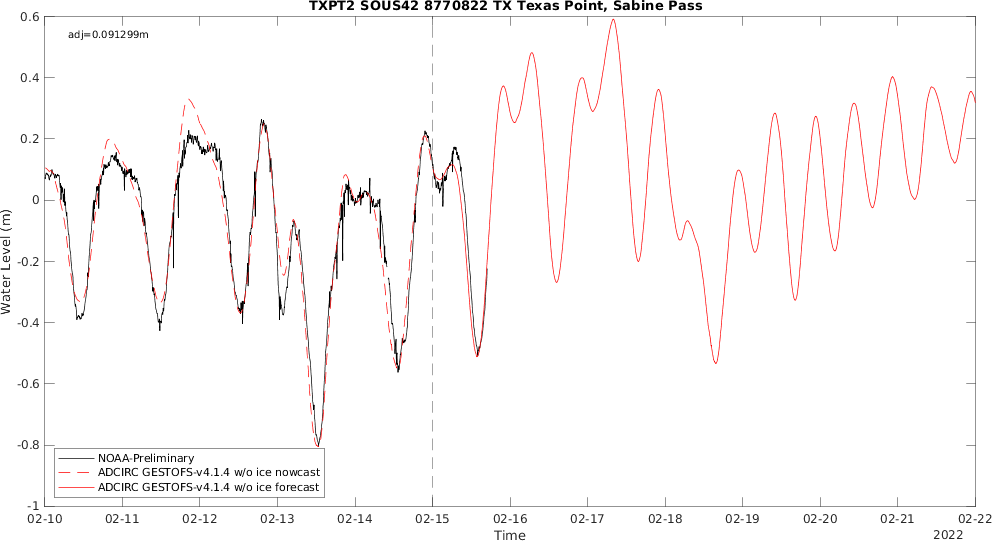 TXPT2 SOUS42 8770822 TX Texas Point, Sabine Pass
adj=0.091299m
0.6
0.4
0.2
0
-0.2
-0.4
-0.6
-0.8
-1
Water Level (m)
NOAA-Preliminary
ADCIRC GESTOFS-v4.1.4 w/o ice nowcast
ADCIRC GESTOFS-v4.1.4 w/o ice forecast
02-10 02-11 02-12 02-13 02-14 02-15 02-16 02-17 02-18 02-19 02-20 02-21 02-22
Time
2022